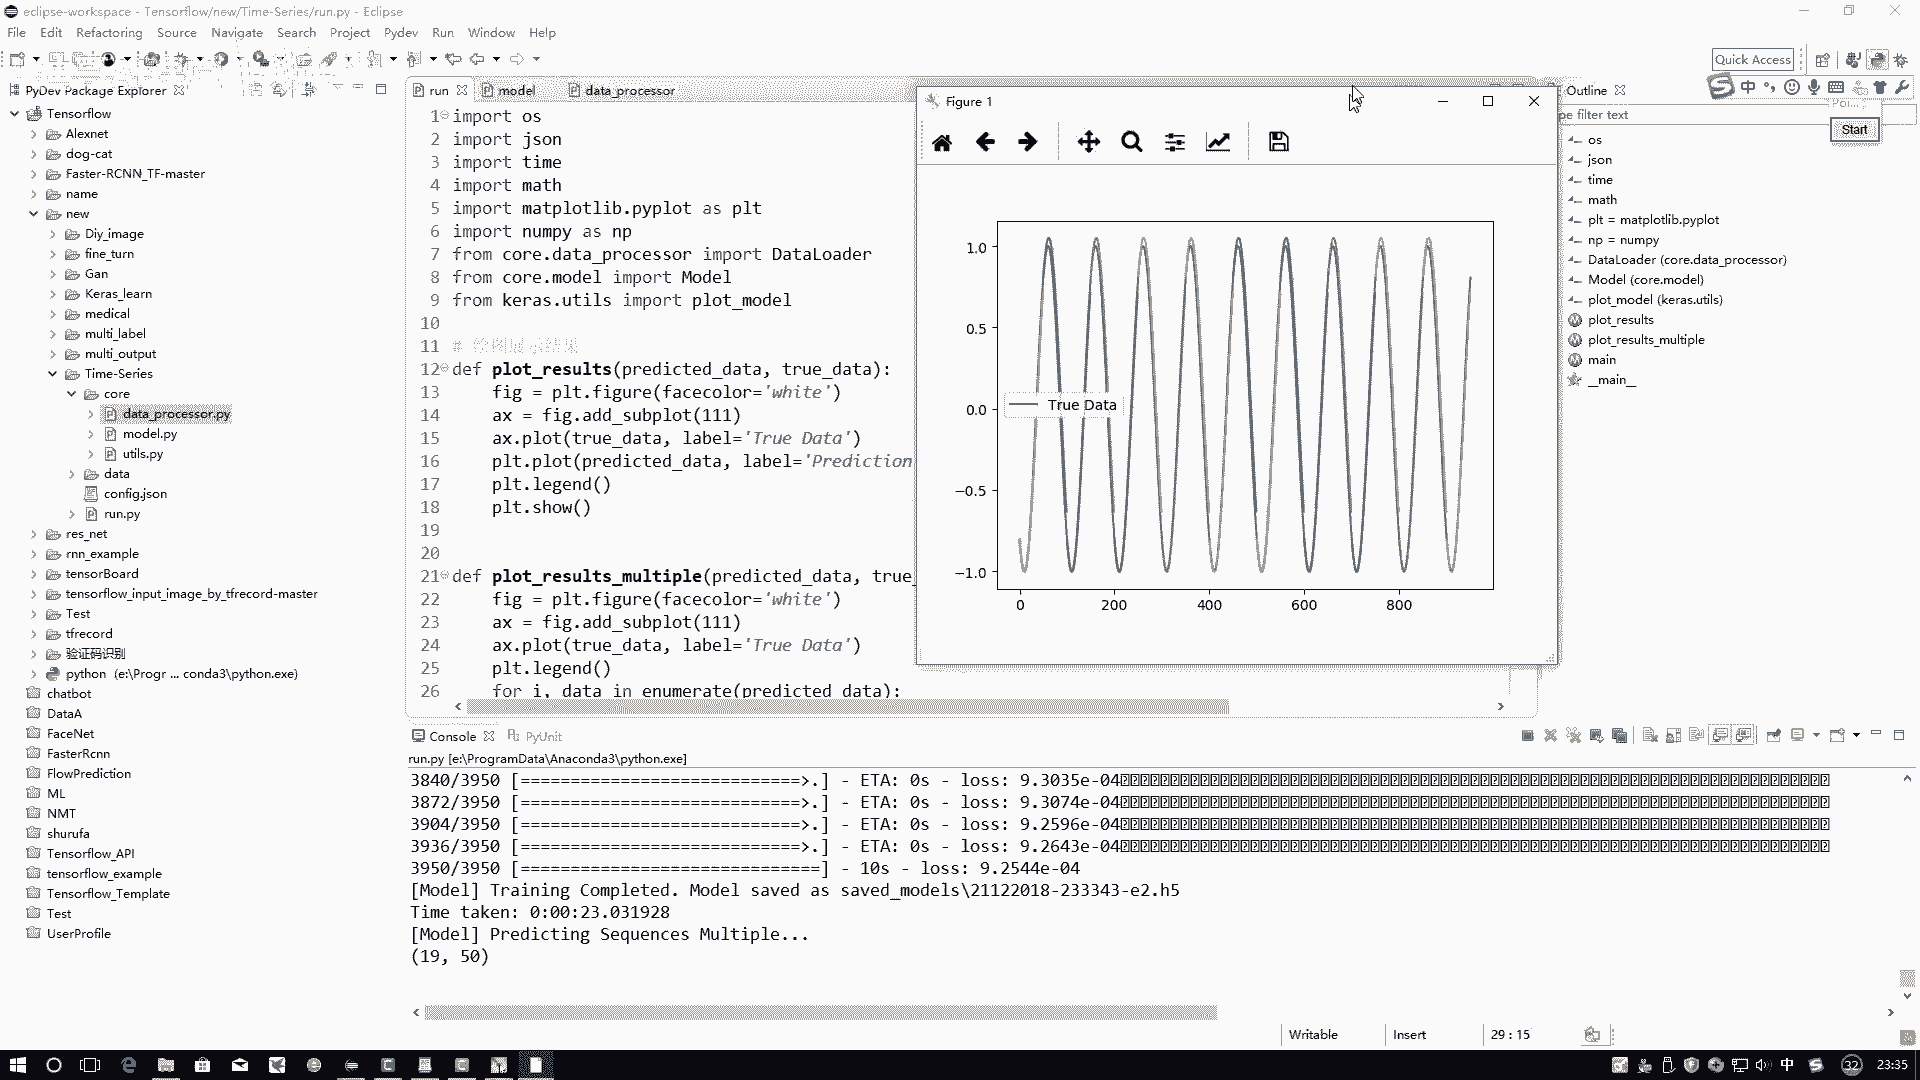 eclipse-workspace - Tensorflow/new/Time-Series/run.py - Eclipse
File Edit Refactoring Source Navigate Search Project Pydev Run Window Help
Quick Access
PyDev Package Explorer
Tensorflow
Alexnet
dog-cat
Faster-RCNN_TF-master
name
new
Diy_image
fine_turn
Gan
Keras_learn
medical
multi_label
multi_output
Time-Series
core
data_processor.py
model.py
utils.py
data
config.json
run.py
res_net
rnn_example
tensorBoard
tensorflow_input_image_by_tfrecord-master
Test
tfrecord
验证码识别
python (e:\Progr ... conda3\python.exe)
chatbot
DataA
FaceNet
FasterRcnn
FlowPrediction
ML
NMT
shurufa
Tensorflow_API
tensorflow_example
Tensorflow_Template
Test
UserProfile
run model data_processor
1 import os
2 import json
3 import time
4 import math
5 import matplotlib.pyplot as plt
6 import numpy as np
7 from core.data_processor import DataLoader
8 from core.model import Model
9 from keras.utils import plot_model
10
11 #
12 def plot_results(predicted_data, true_data):
13 fig = plt.figure(facecolor='white')
14 ax = fig.add_subplot(111)
15 ax.plot(true_data, label='True Data')
16 plt.plot(predicted_data, label='Prediction
17 plt.legend()
18 plt.show()
19
20
21 def plot_results_multiple(predicted_data, true_
22 fig = plt.figure(facecolor='white')
23 ax = fig.add_subplot(111)
24 ax.plot(true_data, label='True Data')
25 plt.legend()
26 for i, data in enumerate(predicted_data):
Figure 1
1.0
0.5
0.0
−0.5
−1.0
True Data
0 200 400 600 800
Outline
中
pe filter text
Start
os
json
time
math
plt = matplotlib.pyplot
np = numpy
DataLoader (core.data_processor)
Model (core.model)
plot_model (keras.utils)
plot_results
plot_results_multiple
main
__main__
Console PyUnit
run.py [e:\ProgramData\Anaconda3\python.exe]
3840/3950 [============================>.] - ETA: 0s - loss: 9.3035e-04
3872/3950 [============================>.] - ETA: 0s - loss: 9.3074e-04
3904/3950 [============================>.] - ETA: 0s - loss: 9.2596e-04
3936/3950 [============================>.] - ETA: 0s - loss: 9.2643e-04
3950/3950 [==============================] - 10s - loss: 9.2544e-04
[Model] Training Completed. Model saved as saved_models\21122018-233343-e2.h5
Time taken: 0:00:23.031928
[Model] Predicting Sequences Multiple...
(19, 50)
Writable Insert 29 : 15
中 32 23:35